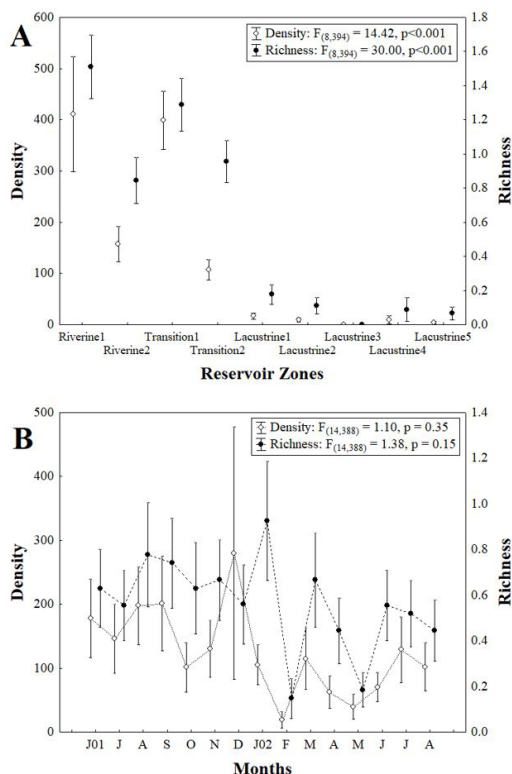 A
Density: F(8,394) = 14.42, p<0.001
Richness: F(8,394) = 30.00, p<0.001
600
500
400
300
200
100
0
Density
1.8
1.6
1.4
1.2
1.0
0.8
0.6
0.4
0.2
0.0
Richness
Riverine1 Transition1 Lacustrine1 Lacustrine3 Lacustrine5
Riverine2 Transition2 Lacustrine2 Lacustrine4
Reservoir Zones
B
Density: F(14,388) = 1.10, p = 0.35
Richness: F(14,388) = 1.38, p = 0.15
500
400
300
200
100
0
Density
1.4
1.2
1.0
0.8
0.6
0.4
0.2
0.0
Richness
J01 J A S O N D J02 F M A M J J A
Months